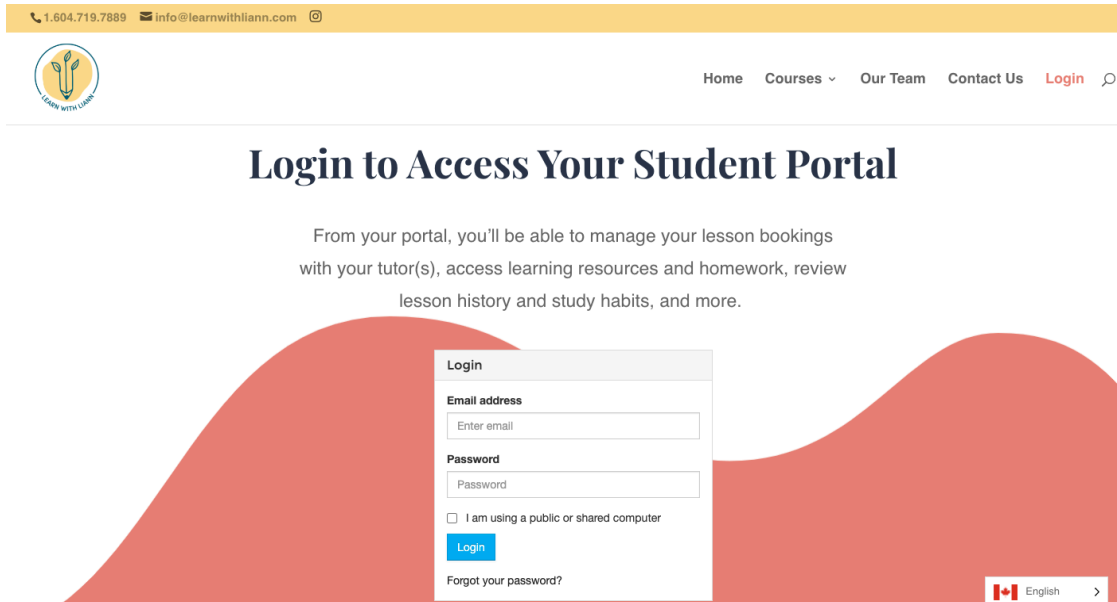 1.604.719.7889 info@learnwithliann.com
LEARN WITH LIANN
Home Courses Our Team Contact Us Login
Login to Access Your Student Portal
From your portal, you’ll be able to manage your lesson bookings
with your tutor(s), access learning resources and homework, review
lesson history and study habits, and more.
Login
Email address
Enter email
Password
Password
I am using a public or shared computer
Login
Forgot your password?
English